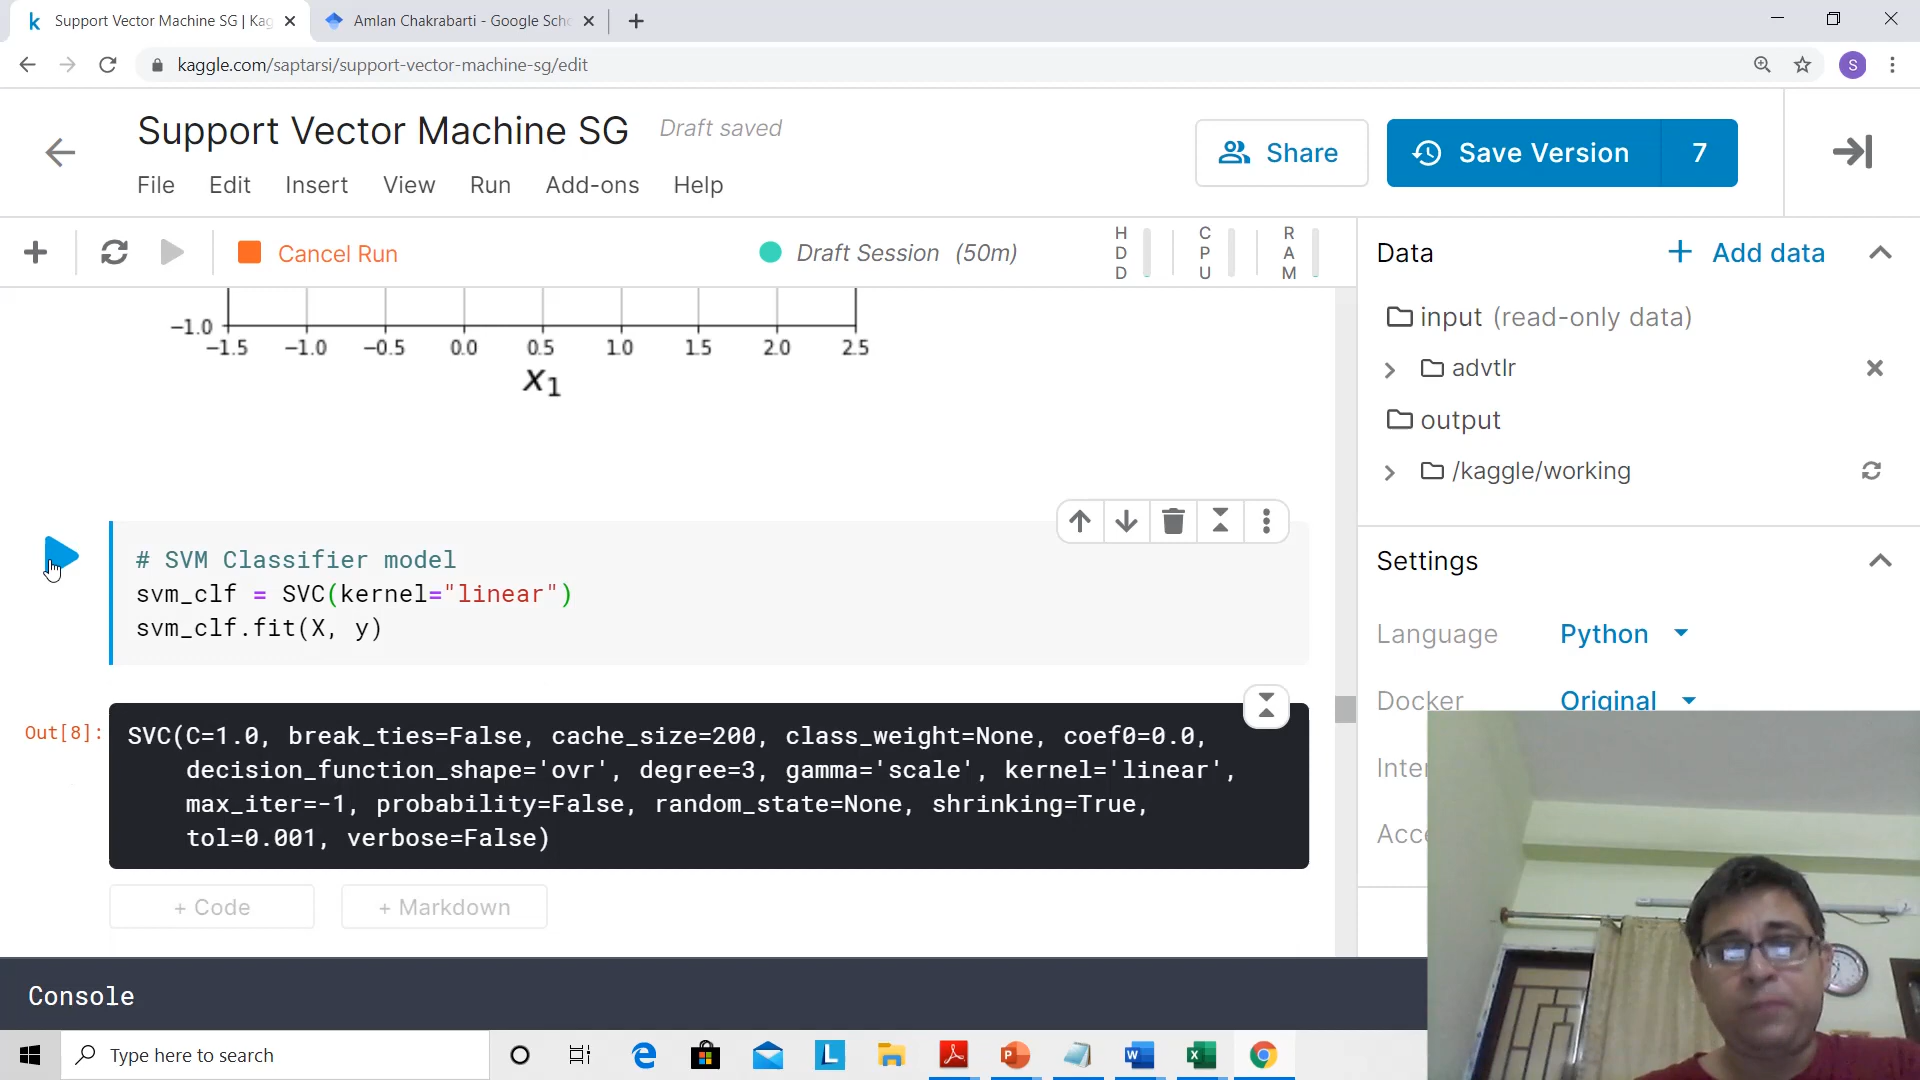 Support Vector Machine SG | Kag
Amlan Chakrabarti - Google Scho
kaggle.com/saptarsi/support-vector-machine-sg/edit
S
Support Vector Machine SG
Draft saved
Share
Save Version
7
File
Edit
Insert
View
Run
Add-ons
Help
Cancel Run
Draft Session (50m)
HDD
CPU
RAM
−1.0
−1.5 −1.0 −0.5 0.0 0.5 1.0 1.5 2.0 2.5
x1
# SVM Classifier model
svm_clf = SVC(kernel="linear")
svm_clf.fit(X, y)
Out[8]:
SVC(C=1.0, break_ties=False, cache_size=200, class_weight=None, coef0=0.0,
decision_function_shape='ovr', degree=3, gamma='scale', kernel='linear',
max_iter=-1, probability=False, random_state=None, shrinking=True,
tol=0.001, verbose=False)
+ Code
+ Markdown
Console
Data
+ Add data
input (read-only data)
advtlr
output
/kaggle/working
Settings
Language
Python
Docker
Original
Inter
Acce
Type here to search